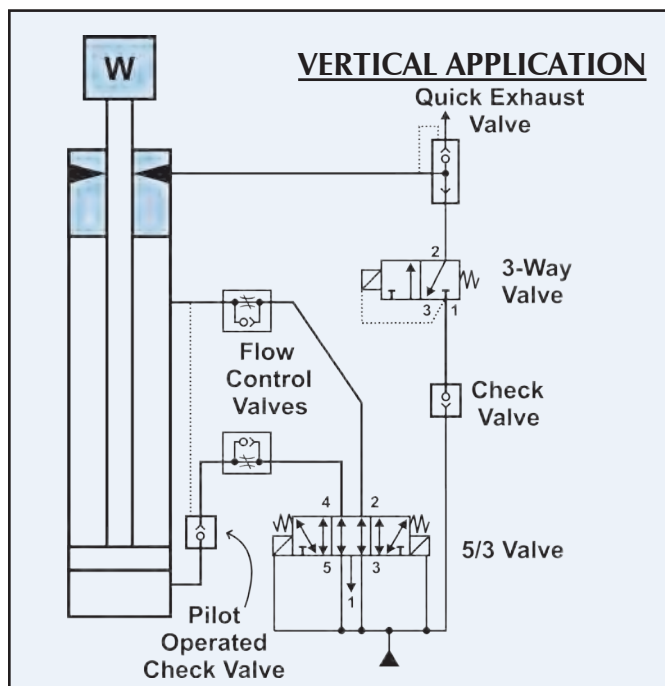 W
VERTICAL APPLICATION
Quick Exhaust
Valve
2
3-Way
Valve
3 1
Flow
Control
Valves
Check
Valve
4 2
5/3 Valve
5 3
1
Pilot
Operated
Check Valve